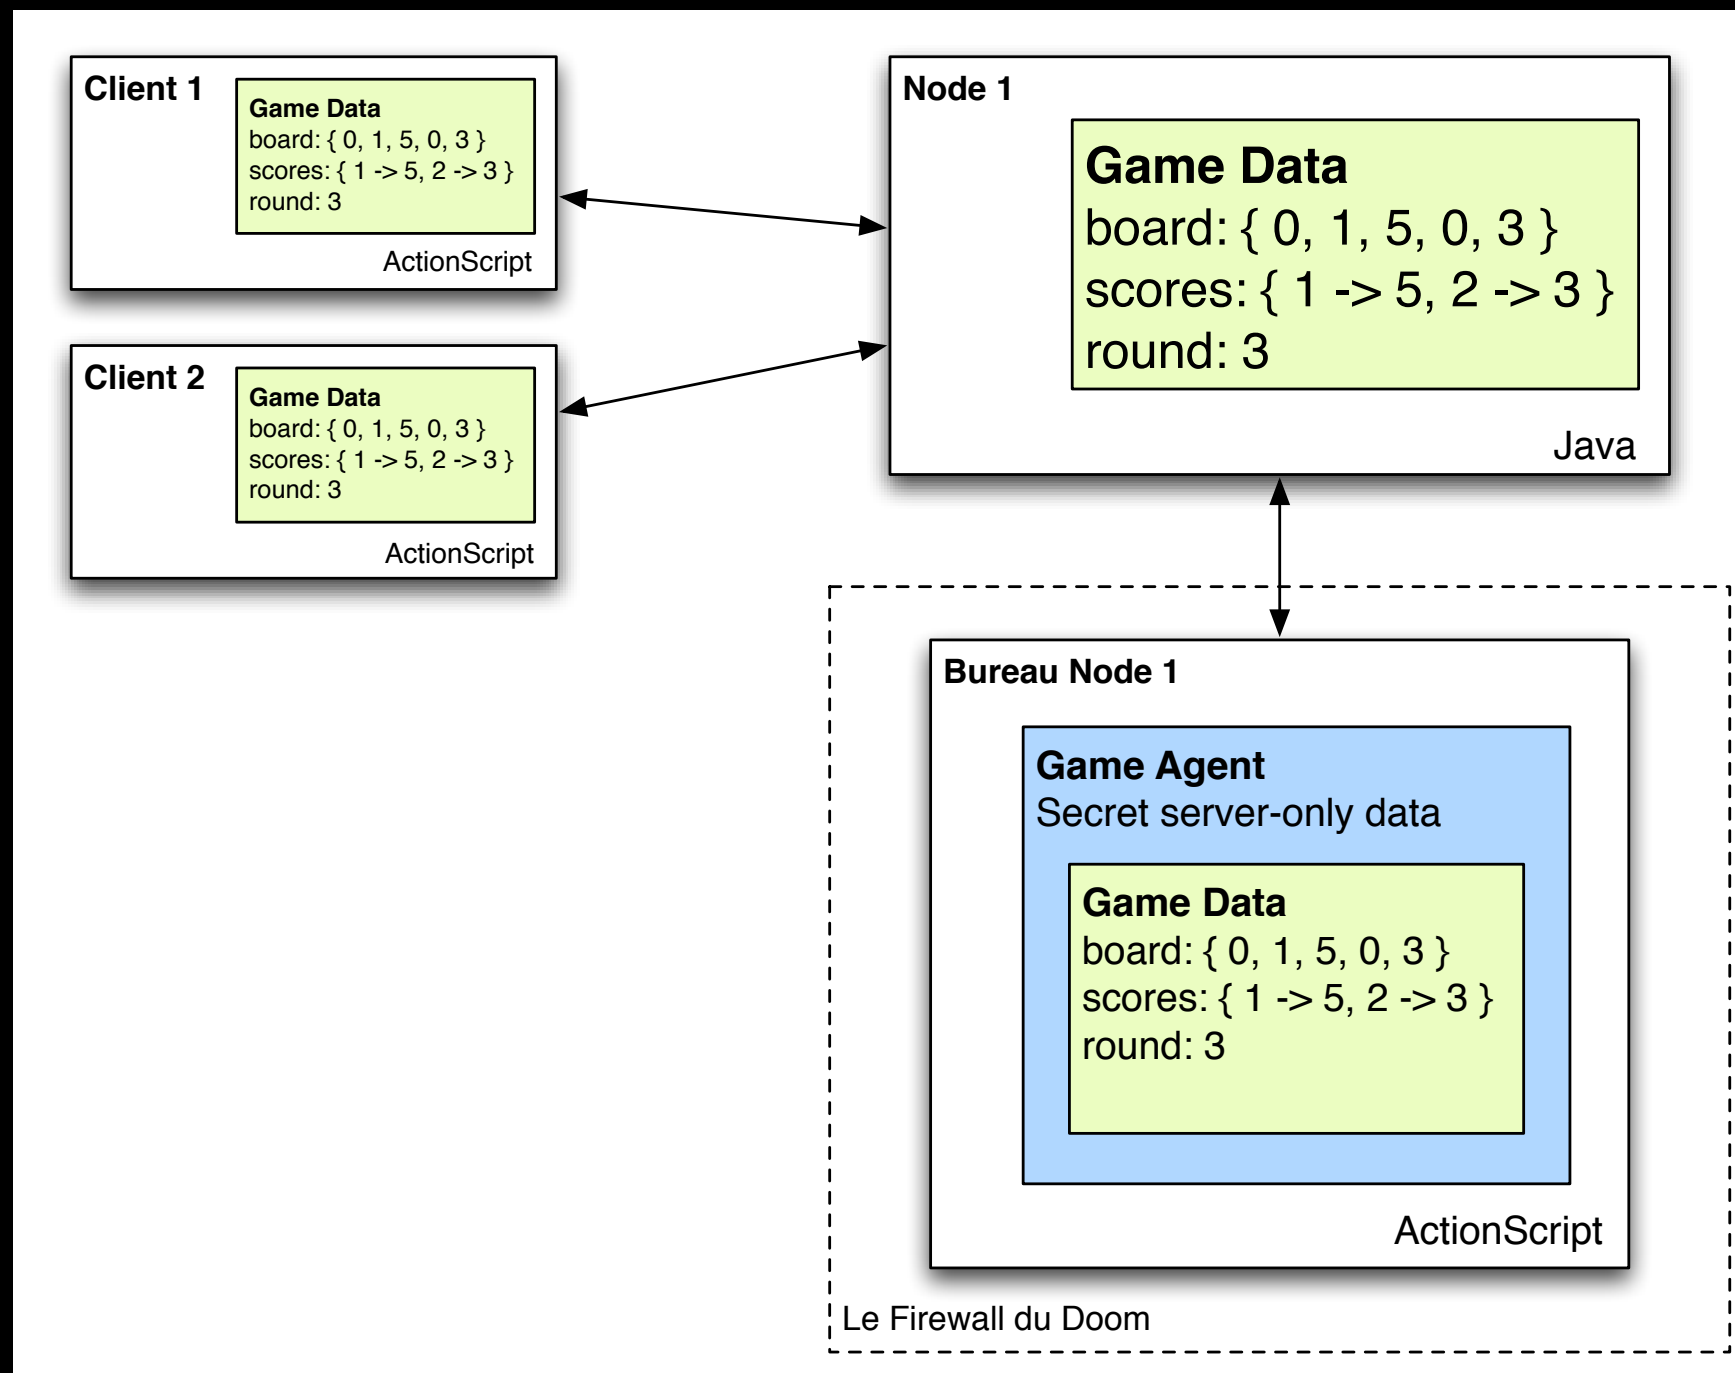 Client 1
Game Data
board: { 0, 1, 5, 0, 3 }
scores: { 1 -> 5, 2 -> 3 }
round: 3
ActionScript
Client 2
Game Data
board: { 0, 1, 5, 0, 3 }
scores: { 1 -> 5, 2 -> 3 }
round: 3
ActionScript
Node 1
Game Data
board: { 0, 1, 5, 0, 3 }
scores: { 1 -> 5, 2 -> 3 }
round: 3
Java
Bureau Node 1
Game Agent
Secret server-only data
Game Data
board: { 0, 1, 5, 0, 3 }
scores: { 1 -> 5, 2 -> 3 }
round: 3
ActionScript
Le Firewall du Doom